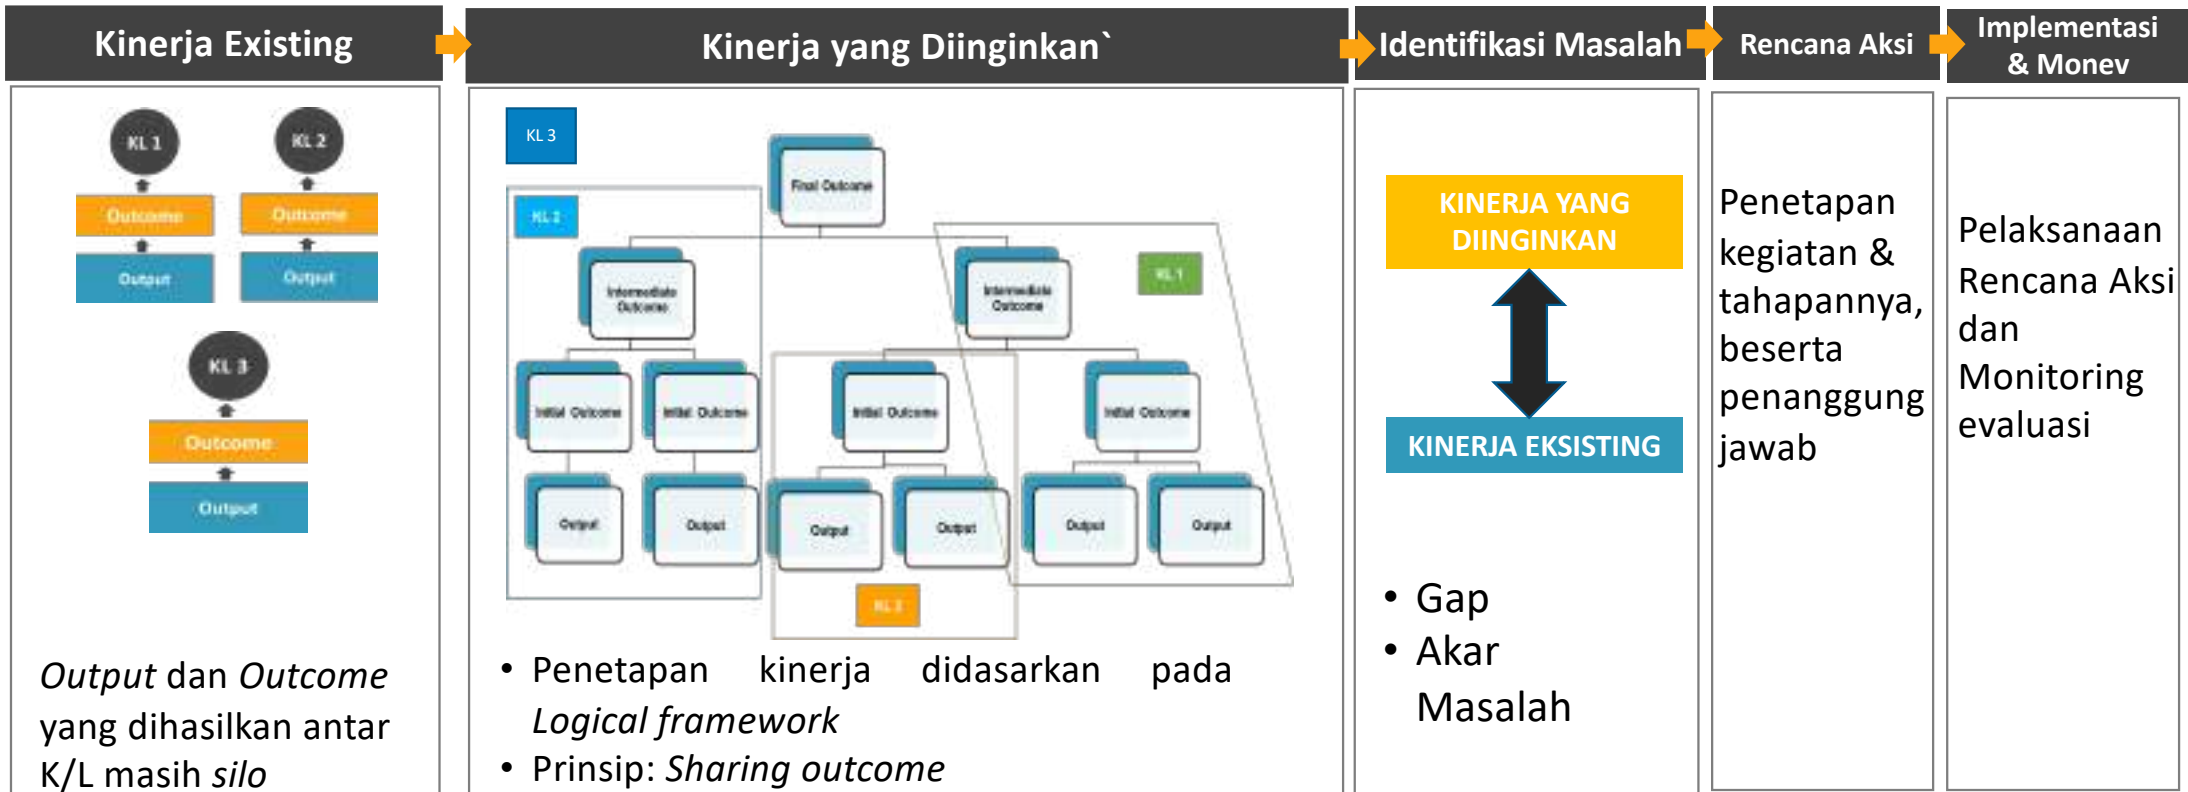 Kinerja Existing
KL 1
KL 2
Outcome
Outcome
Output
Output
KL 3
Outcome
Output
Output dan Outcome
yang dihasilkan antar
K/L masih silo
Kinerja yang Diinginkan`
KL 3
Final Outcome
KL 2
KL 1
Intermediate
Outcome
Intermediate
Outcome
Initial Outcome
Initial Outcome
Initial Outcome
Initial Outcome
Output
Output
Output
Output
Output
Output
• Penetapan kinerja didasarkan pada
Logical framework
• Prinsip: Sharing outcome
Identifikasi Masalah
KINERJA YANG
DIINGINKAN
KINERJA EKSISTING
• Gap
• Akar
Masalah
Rencana Aksi
Penetapan
kegiatan &
tahapannya,
beserta
penanggung
jawab
Implementasi
& Monev
Pelaksanaan
Rencana Aksi
dan
Monitoring
evaluasi